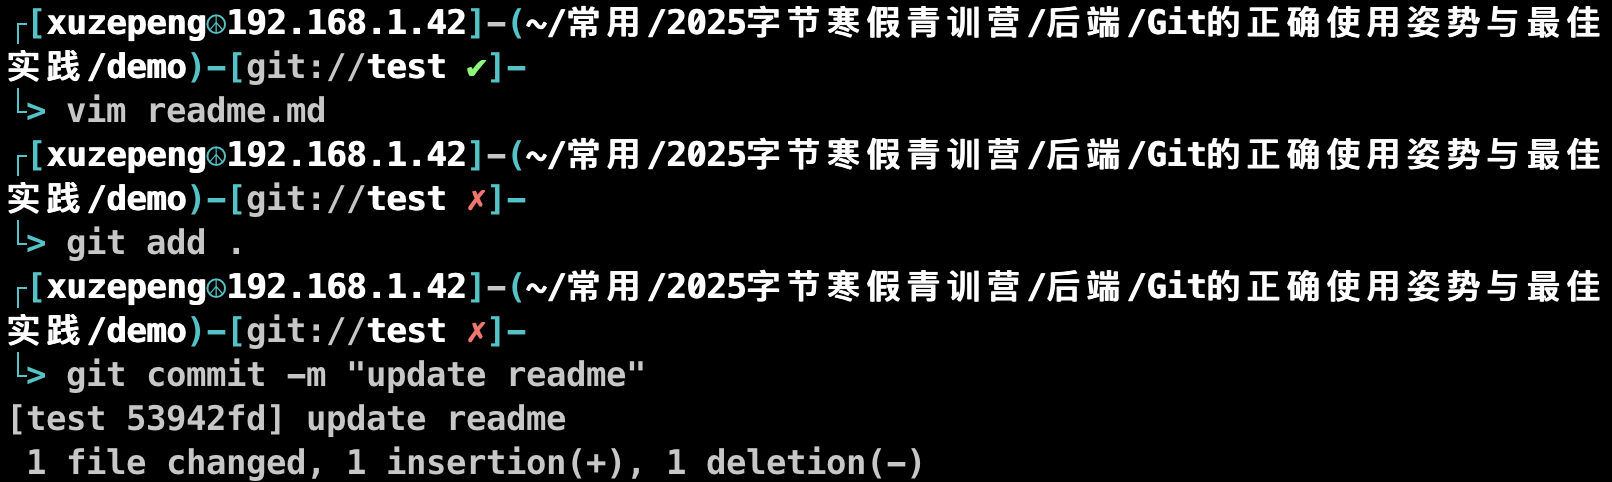 ┌[xuzepeng☮192.168.1.42]-(~/常用/2025字节寒假青训营/后端/Git的正确使用姿势与最佳
实践/demo)-[git://test ✔]-
└> vim readme.md
┌[xuzepeng☮192.168.1.42]-(~/常用/2025字节寒假青训营/后端/Git的正确使用姿势与最佳
实践/demo)-[git://test ✗]-
└> git add .
┌[xuzepeng☮192.168.1.42]-(~/常用/2025字节寒假青训营/后端/Git的正确使用姿势与最佳
实践/demo)-[git://test ✗]-
└> git commit -m "update readme"
[test 53942fd] update readme
 1 file changed, 1 insertion(+), 1 deletion(-)